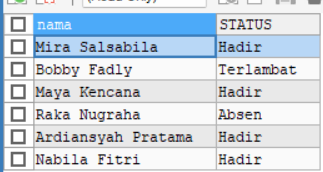 nama STATUS
Mira Salsabila Hadir
Bobby Fadly Terlambat
Maya Kencana Hadir
Raka Nugraha Absen
Ardiansyah Pratama Hadir
Nabila Fitri Hadir